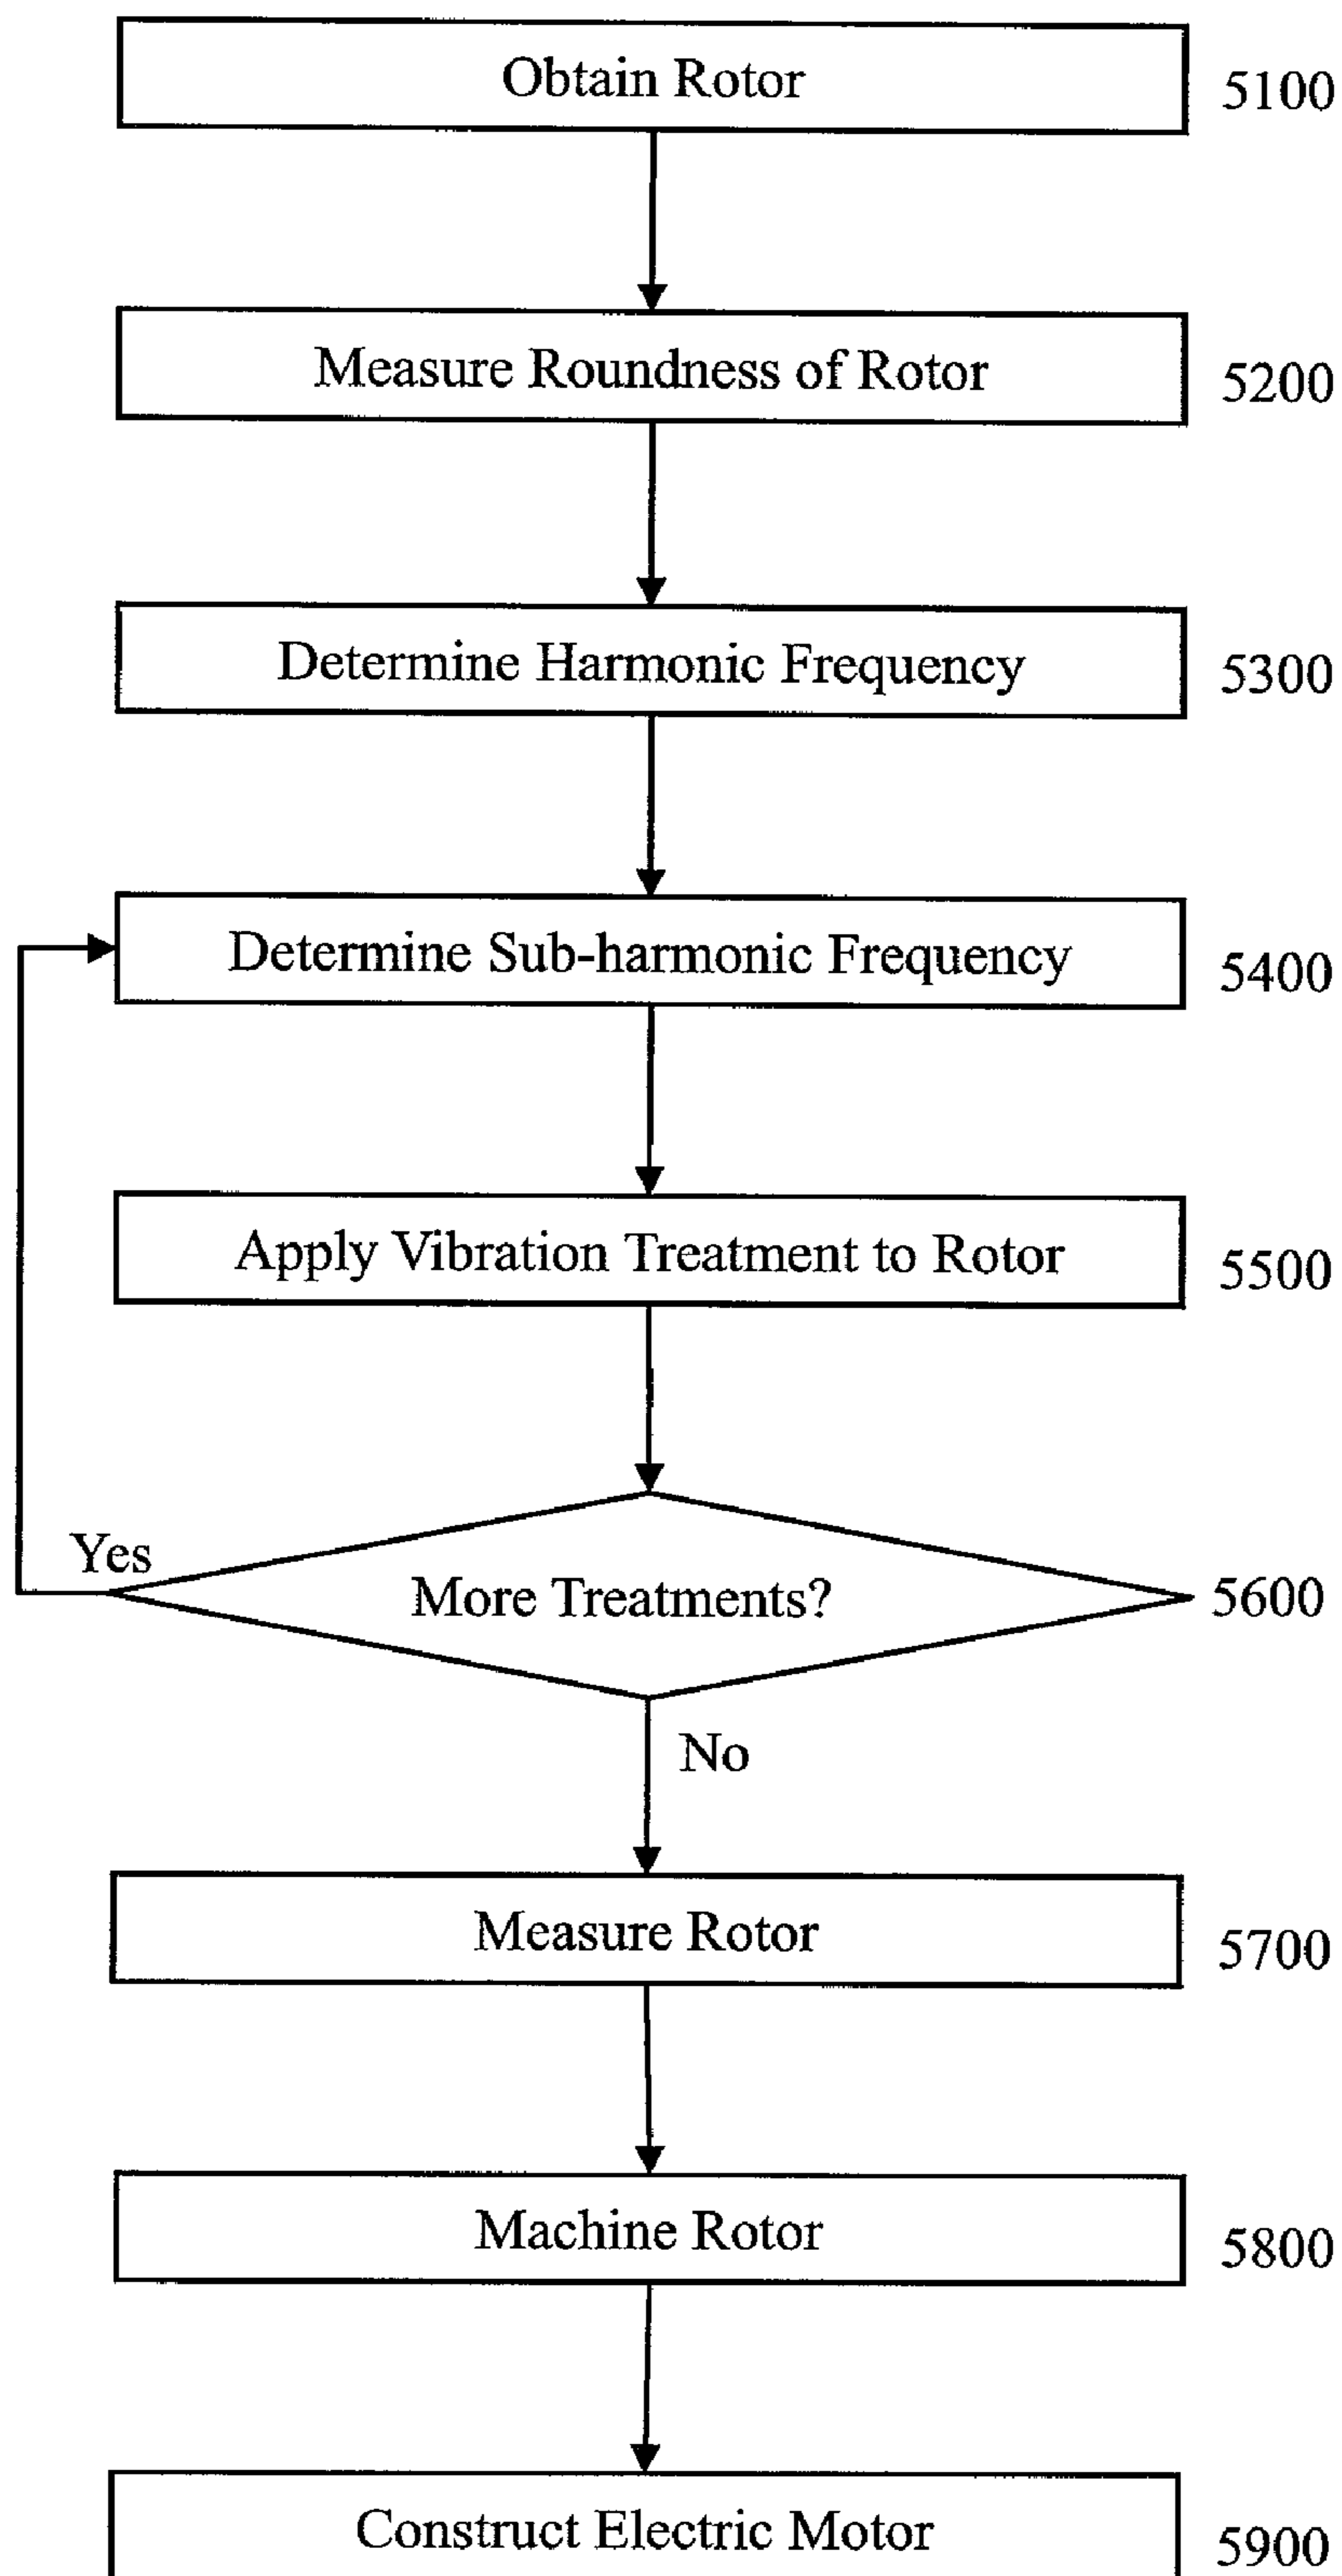 Obtain Rotor 5100
Measure Roundness of Rotor 5200
Determine Harmonic Frequency 5300
Determine Sub-harmonic Frequency 5400
Apply Vibration Treatment to Rotor 5500
Yes
More Treatments? 5600
No
Measure Rotor 5700
Machine Rotor 5800
Construct Electric Motor 5900